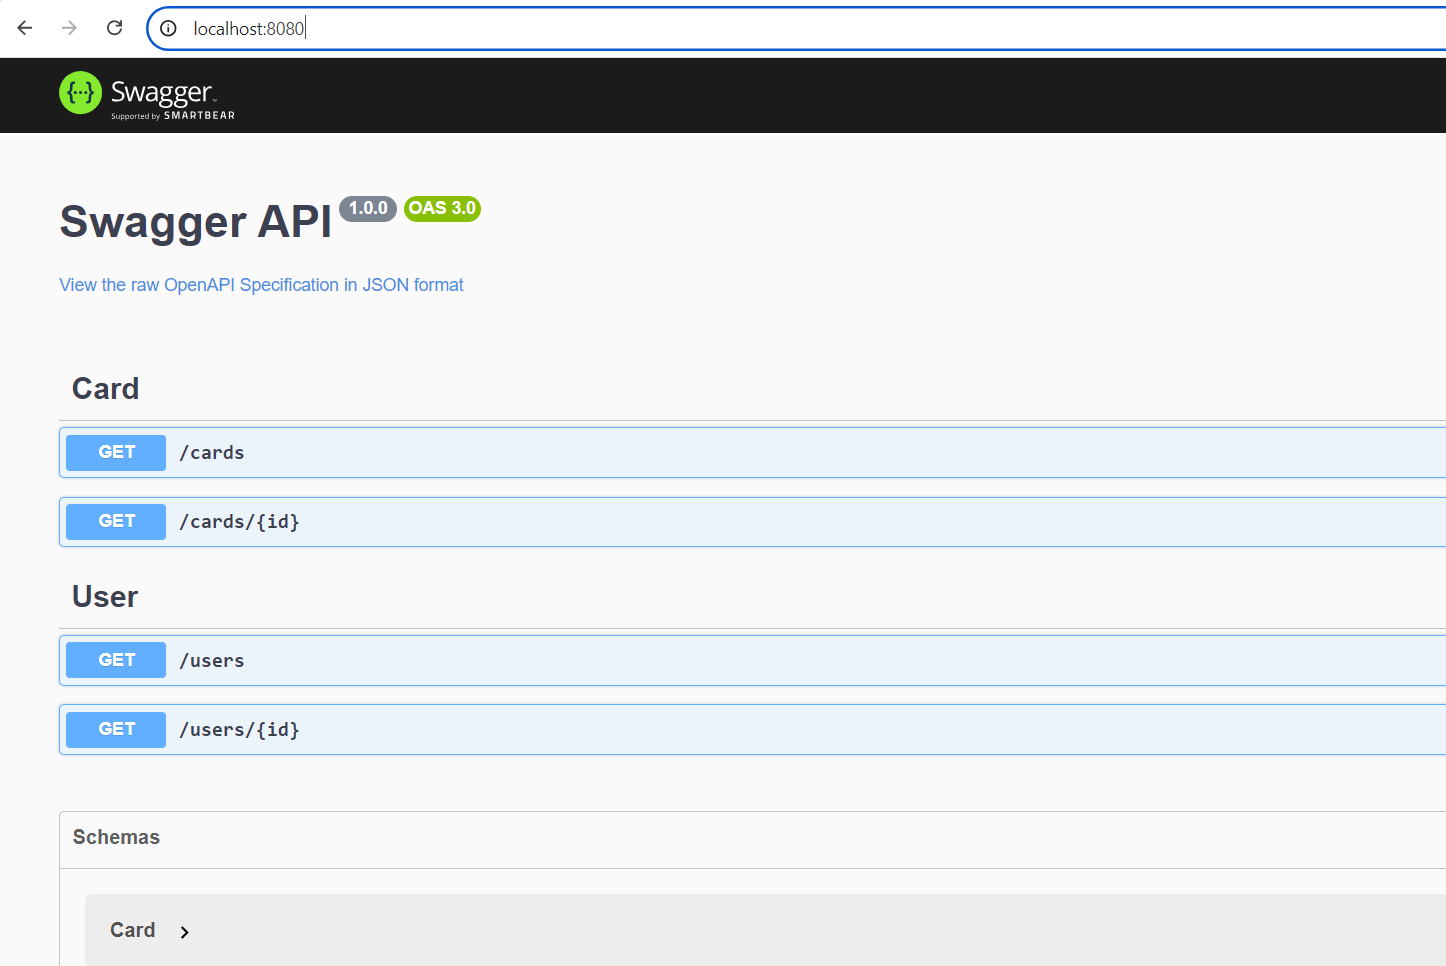 localhost:8080
{...} Swagger™
Supported by SMARTBEAR
Swagger API 1.0.0 OAS 3.0
View the raw OpenAPI Specification in JSON format
Card
GET /cards
GET /cards/{id}
User
GET /users
GET /users/{id}
Schemas
Card